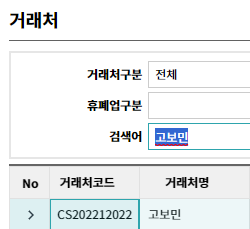 거래처
거래처구분 전체
휴폐업구분
검색어 고보민
No 거래처코드 거래처명
> CS202212022 고보민